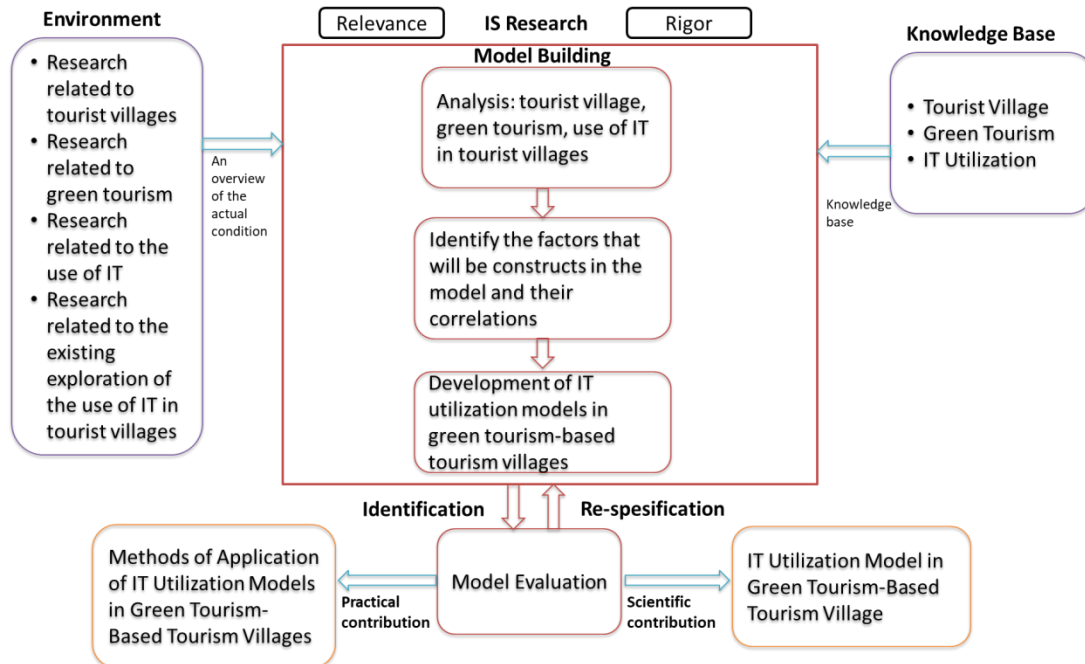 Environment
Relevance
IS Research
Rigor
Knowledge Base
• Research
related to
tourist villages
• Research
related to
green tourism
• Research
related to the
use of IT
• Research
related to the
existing
exploration of
the use of IT in
tourist villages
An
overview
of the
actual
condition
Model Building
Analysis: tourist village,
green tourism, use of IT
in tourist villages
Identify the factors that
will be constructs in the
model and their
correlations
Development of IT
utilization models in
green tourism-based
tourism villages
• Tourist Village
• Green Tourism
• IT Utilization
Knowledge
base
Identification
Re-spesification
Methods of Application
of IT Utilization Models
in Green Tourism-
Based Tourism Villages
Practical
contribution
Model Evaluation
Scientific
contribution
IT Utilization Model in
Green Tourism-Based
Tourism Village